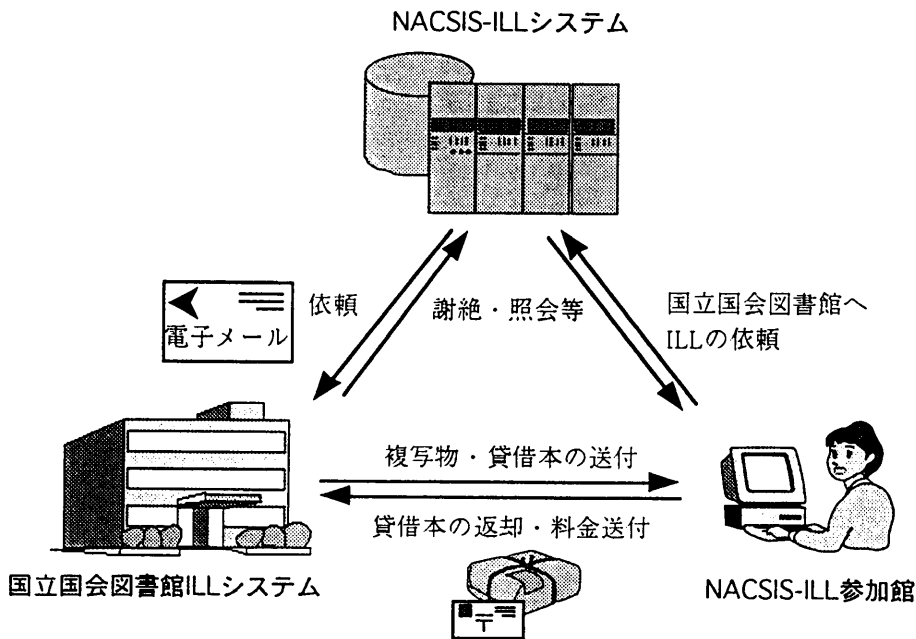 NACSIS-ILLシステム
電子メール
依頼
謝絶・照会等
国立国会図書館へ
ILLの依頼
複写物・貸借本の送付
貸借本の返却・料金送付
〒
国立国会図書館ILLシステム
NACSIS-ILL参加館